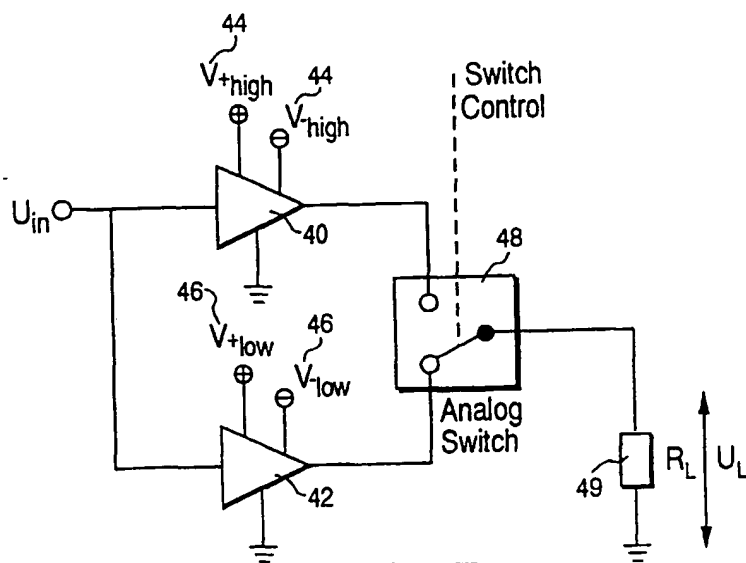 44
V+high
44
V-high
Switch
Control
Uin
40
48
46
V+low
46
V-low
Analog
Switch
42
49
RL
UL